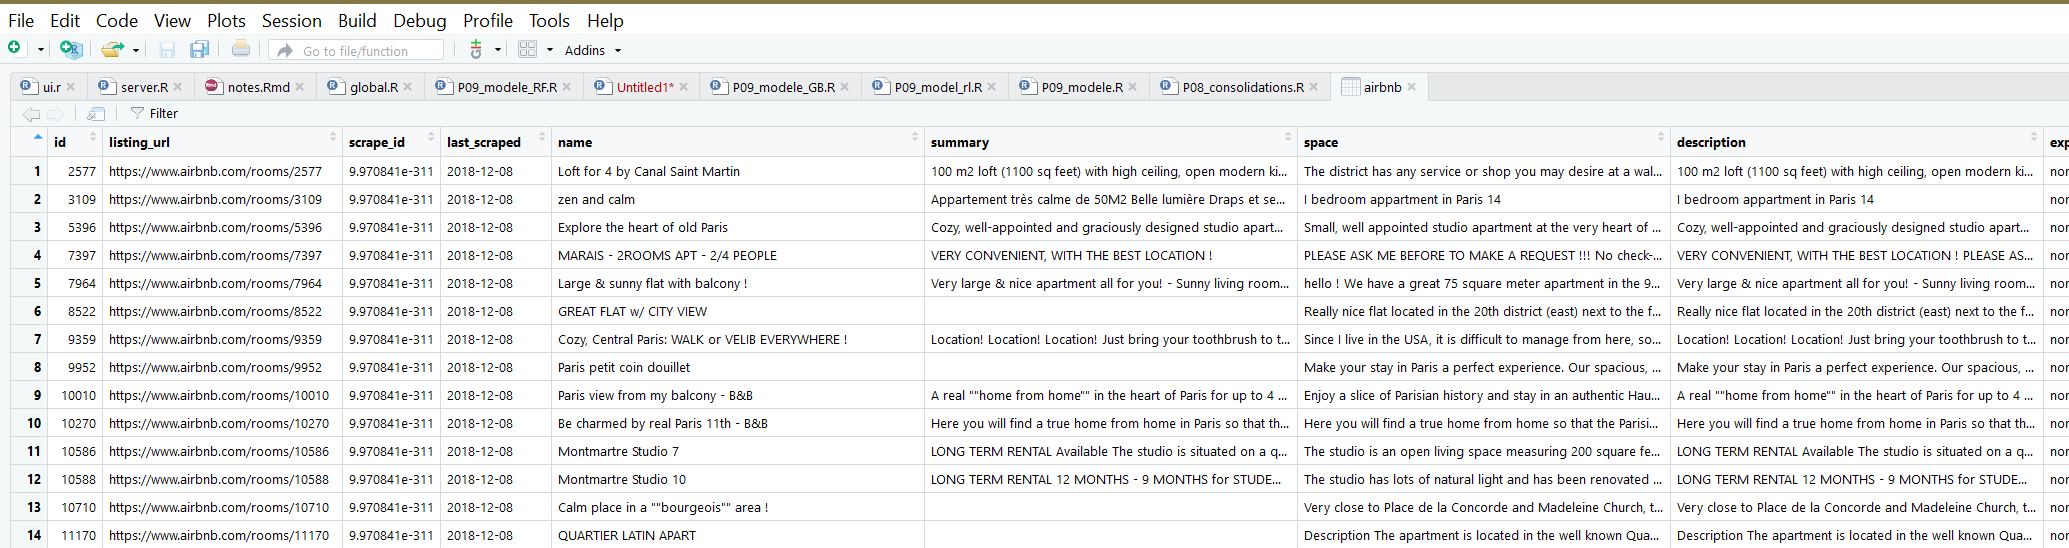 File Edit Code View Plots Session Build Debug Profile Tools Help
Go to file/function Addins
ui.r server.R notes.Rmd global.R P09_modele_RF.R Untitled1* P09_modele_GB.R P09_model_rl.R P09_modele.R P08_consolidations.R airbnb
Filter
id listing_url scrape_id last_scraped name summary space description exp
1 2577 https://www.airbnb.com/rooms/2577 9.970841e-311 2018-12-08 Loft for 4 by Canal Saint Martin 100 m2 loft (1100 sq feet) with high ceiling, open modern ki... The district has any service or shop you may desire at a wal... 100 m2 loft (1100 sq feet) with high ceiling, open modern ki... nor
2 3109 https://www.airbnb.com/rooms/3109 9.970841e-311 2018-12-08 zen and calm Appartement très calme de 50M2 Belle lumière Draps et se... I bedroom appartment in Paris 14 I bedroom appartment in Paris 14 nor
3 5396 https://www.airbnb.com/rooms/5396 9.970841e-311 2018-12-08 Explore the heart of old Paris Cozy, well-appointed and graciously designed studio apart... Small, well appointed studio apartment at the very heart of ... Cozy, well-appointed and graciously designed studio apart... nor
4 7397 https://www.airbnb.com/rooms/7397 9.970841e-311 2018-12-08 MARAIS - 2ROOMS APT - 2/4 PEOPLE VERY CONVENIENT, WITH THE BEST LOCATION ! PLEASE ASK ME BEFORE TO MAKE A REQUEST !!! No check-... VERY CONVENIENT, WITH THE BEST LOCATION ! PLEASE AS... nor
5 7964 https://www.airbnb.com/rooms/7964 9.970841e-311 2018-12-08 Large & sunny flat with balcony ! Very large & nice apartment all for you! - Sunny living room... hello ! We have a great 75 square meter apartment in the 9... Very large & nice apartment all for you! - Sunny living room... nor
6 8522 https://www.airbnb.com/rooms/8522 9.970841e-311 2018-12-08 GREAT FLAT w/ CITY VIEW Really nice flat located in the 20th district (east) next to the f... Really nice flat located in the 20th district (east) next to the f... nor
7 9359 https://www.airbnb.com/rooms/9359 9.970841e-311 2018-12-08 Cozy, Central Paris: WALK or VELIB EVERYWHERE ! Location! Location! Location! Just bring your toothbrush to t... Since I live in the USA, it is difficult to manage from here, so... Location! Location! Location! Just bring your toothbrush to t... nor
8 9952 https://www.airbnb.com/rooms/9952 9.970841e-311 2018-12-08 Paris petit coin douillet Make your stay in Paris a perfect experience. Our spacious, ... Make your stay in Paris a perfect experience. Our spacious, ... nor
9 10010 https://www.airbnb.com/rooms/10010 9.970841e-311 2018-12-08 Paris view from my balcony - B&B A real ""home from home"" in the heart of Paris for up to 4 ... Enjoy a slice of Parisian history and stay in an authentic Hau... A real ""home from home"" in the heart of Paris for up to 4 ... nor
10 10270 https://www.airbnb.com/rooms/10270 9.970841e-311 2018-12-08 Be charmed by real Paris 11th - B&B Here you will find a true home from home in Paris so that th... Here you will find a true home from home so that the Parisi... Here you will find a true home from home in Paris so that th... nor
11 10586 https://www.airbnb.com/rooms/10586 9.970841e-311 2018-12-08 Montmartre Studio 7 LONG TERM RENTAL Available The studio is situated on a q... The studio is an open living space measuring 200 square fe... LONG TERM RENTAL Available The studio is situated on a q... nor
12 10588 https://www.airbnb.com/rooms/10588 9.970841e-311 2018-12-08 Montmartre Studio 10 LONG TERM RENTAL 12 MONTHS - 9 MONTHS for STUDE... The studio has lots of natural light and has been renovated ... LONG TERM RENTAL 12 MONTHS - 9 MONTHS for STUDE... nor
13 10710 https://www.airbnb.com/rooms/10710 9.970841e-311 2018-12-08 Calm place in a ""bourgeois"" area ! Very close to Place de la Concorde and Madeleine Church, t... Very close to Place de la Concorde and Madeleine Church, t... nor
14 11170 https://www.airbnb.com/rooms/11170 9.970841e-311 2018-12-08 QUARTIER LATIN APART Description The apartment is located in the well known Qua... Description The apartment is located in the well known Qua... nor